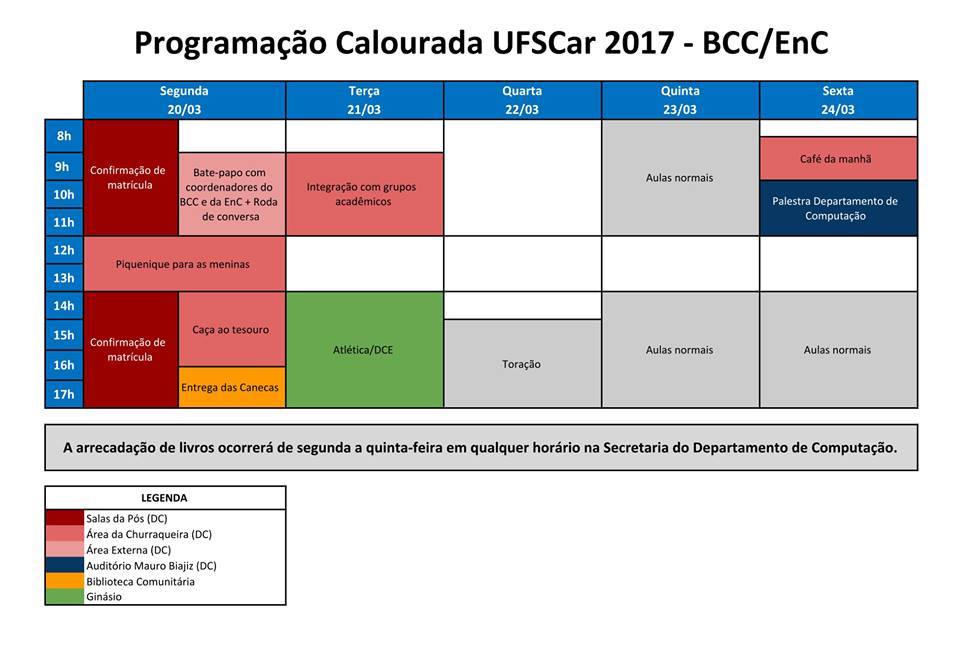 Programação Calourada UFSCar 2017 - BCC/EnC
Segunda
20/03
Terça
21/03
Quarta
22/03
Quinta
23/03
Sexta
24/03
8h
9h
10h
11h
12h
13h
14h
15h
16h
17h
Confirmação de
matrícula
Bate-papo com
coordenadores do
BCC e da EnC + Roda
de conversa
Integração com grupos
acadêmicos
Aulas normais
Café da manhã
Palestra Departamento de
Computação
Piquenique para as meninas
Confirmação de
matrícula
Caça ao tesouro
Entrega das Canecas
Atlética/DCE
Toração
Aulas normais
Aulas normais
A arrecadação de livros ocorrerá de segunda a quinta-feira em qualquer horário na Secretaria do Departamento de Computação.
LEGENDA
Salas da Pós (DC)
Área da Churraqueira (DC)
Área Externa (DC)
Auditório Mauro Biajiz (DC)
Biblioteca Comunitária
Ginásio